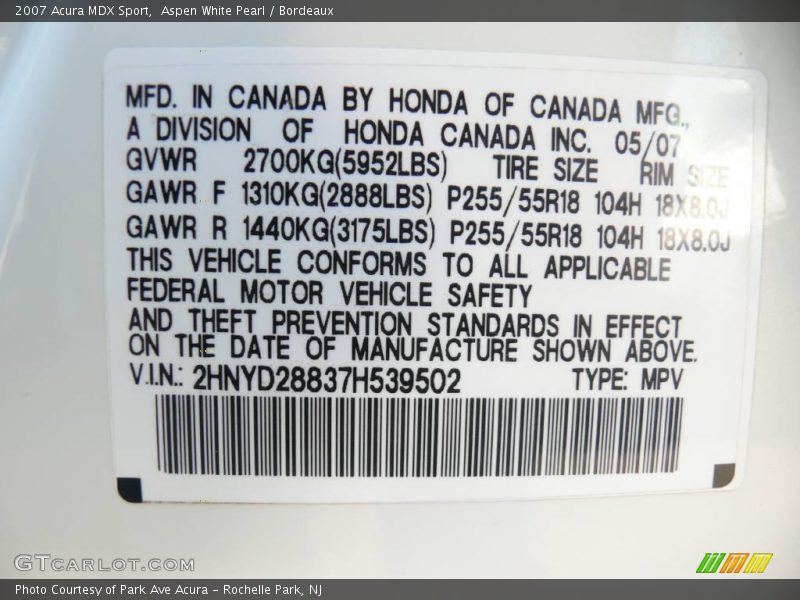 2007 Acura MDX Sport,  Aspen White Pearl / Bordeaux
MFD. IN CANADA BY HONDA OF CANADA MFG.,
A DIVISION OF HONDA CANADA INC. 05/07
GVWR 2700KG(5952LBS) TIRE SIZE RIM SIZE
GAWR F 1310KG(2888LBS) P255/55R18 104H 18X8.0J
GAWR R 1440KG(3175LBS) P255/55R18 104H 18X8.0J
THIS VEHICLE CONFORMS TO ALL APPLICABLE
FEDERAL MOTOR VEHICLE SAFETY
AND THEFT PREVENTION STANDARDS IN EFFECT
ON THE DATE OF MANUFACTURE SHOWN ABOVE.
V.I.N.: 2HNYD28837H539502 TYPE: MPV
GTCARLOT.COM
Photo Courtesy of Park Ave Acura - Rochelle Park, NJ